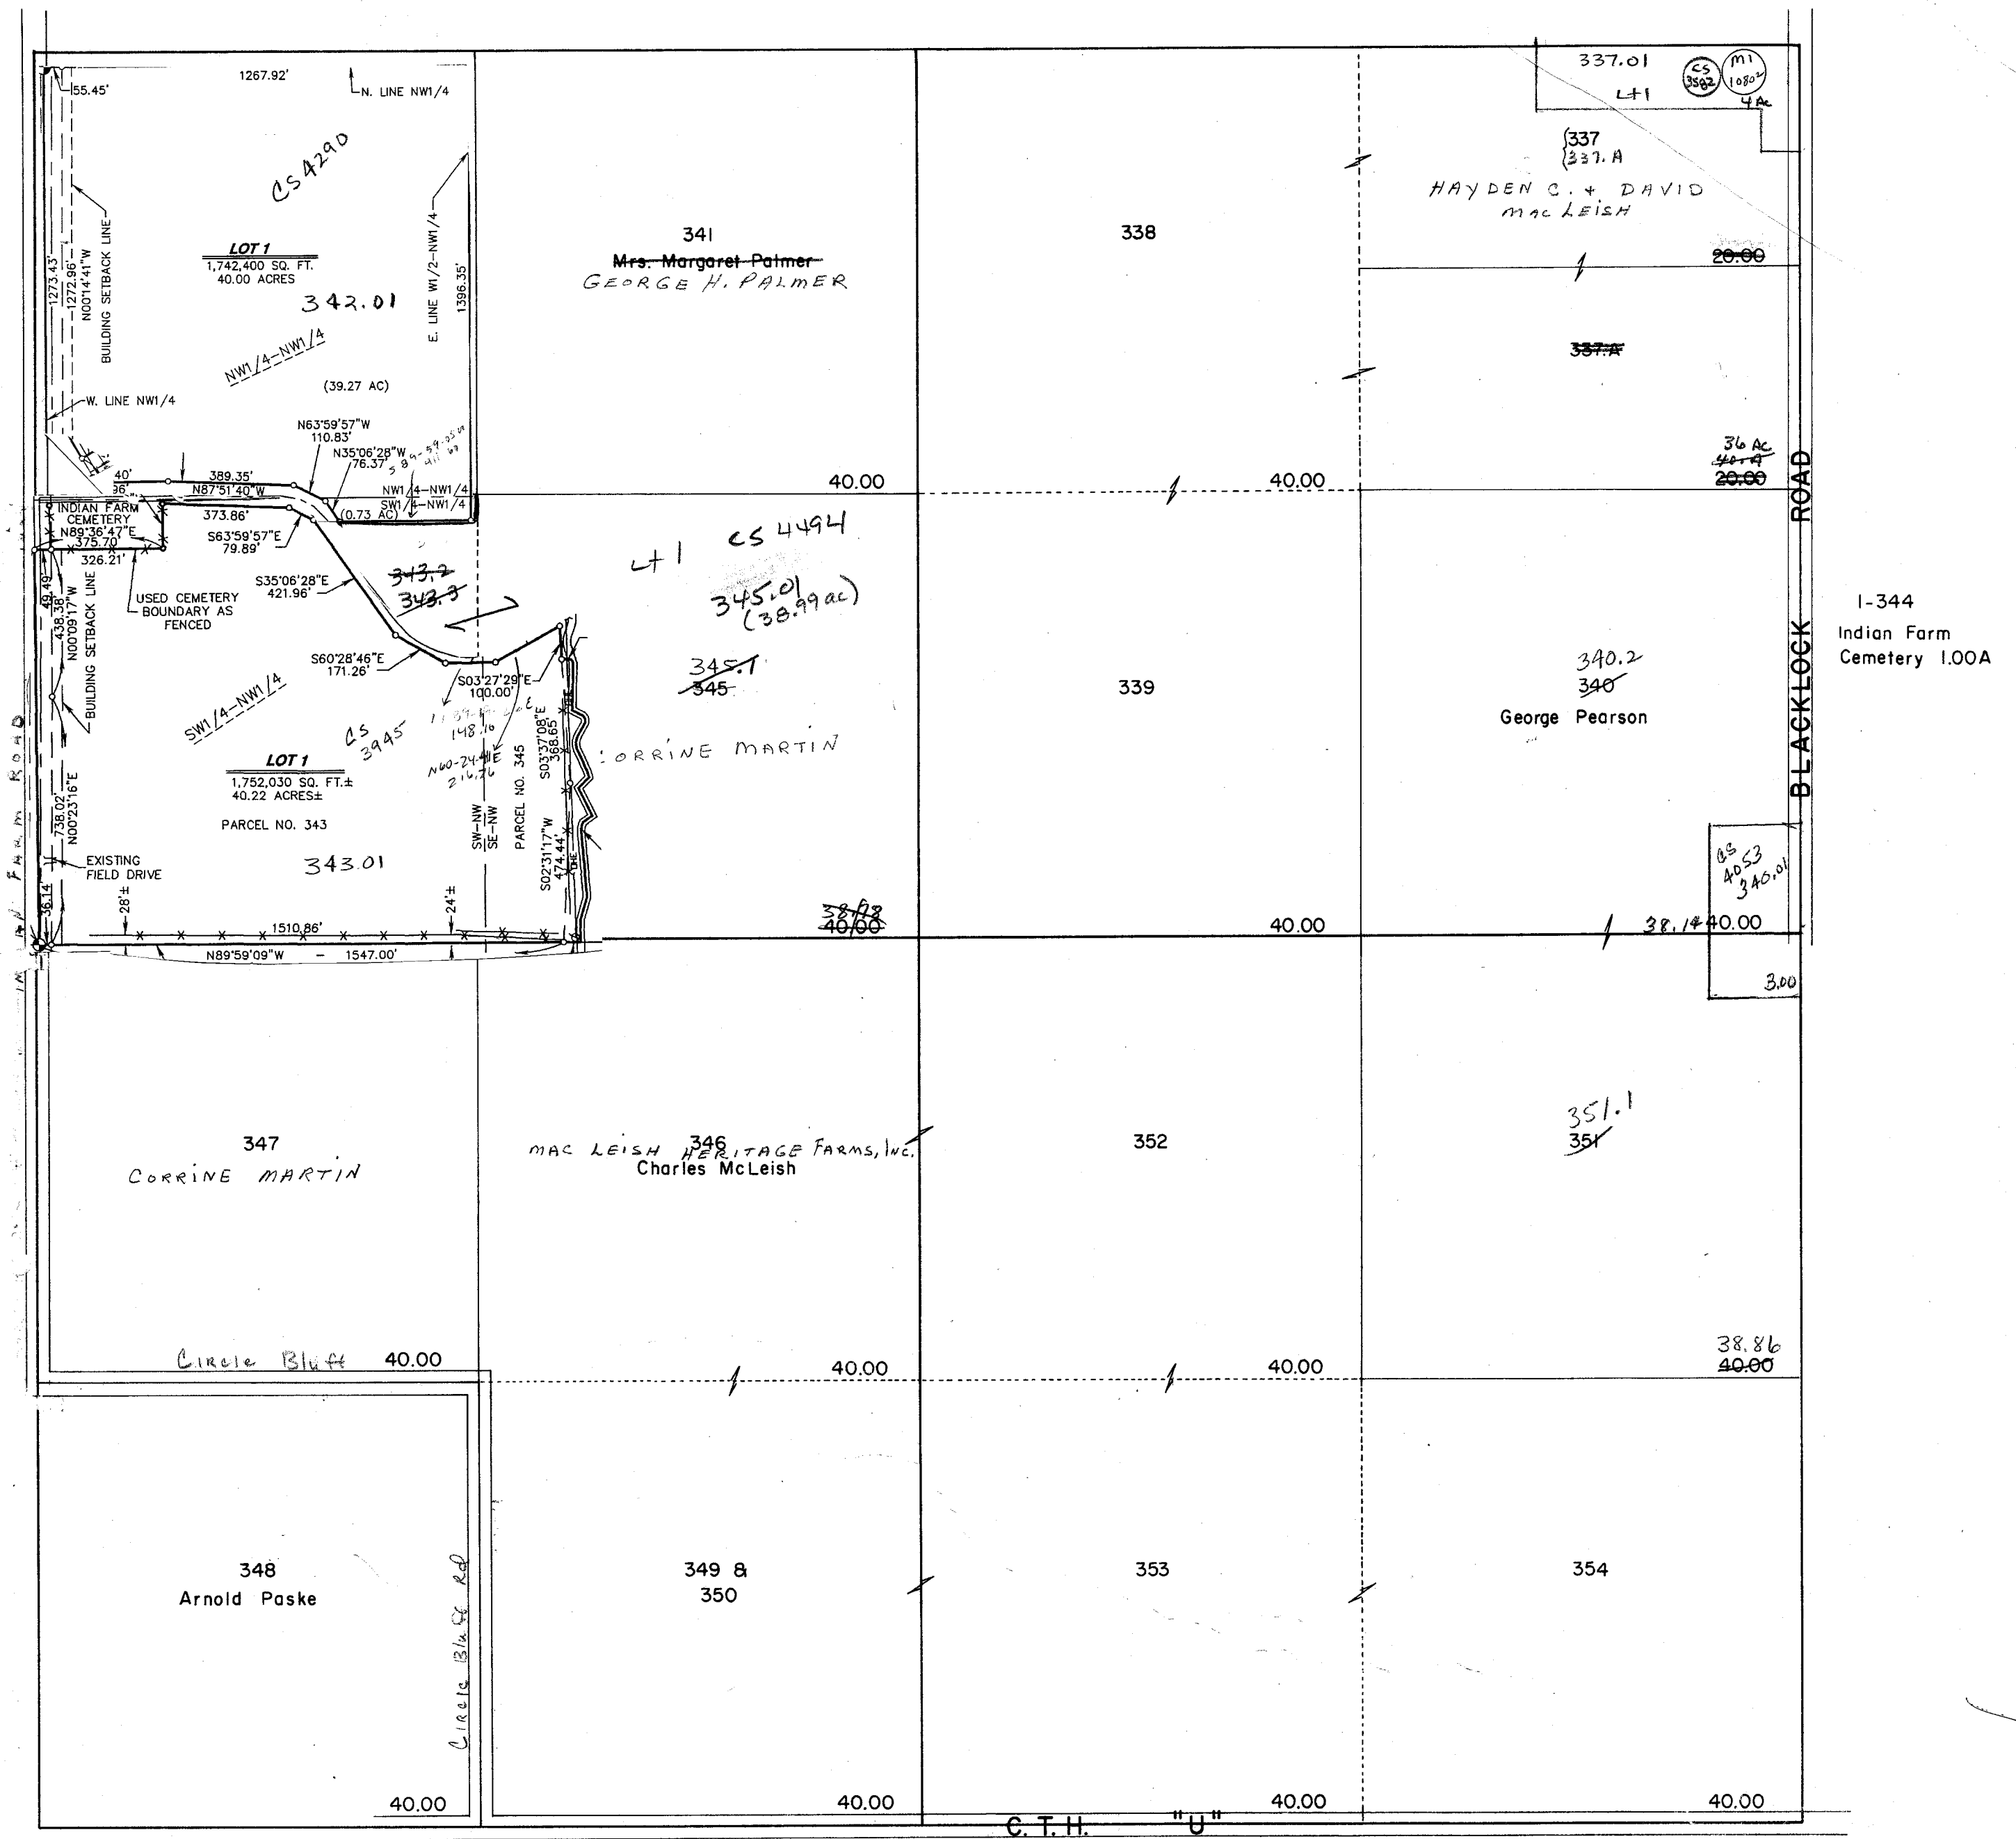 55.45'
1267.92'
N. LINE NW1/4
CS 4290
LOT 1
1,742,400 SQ. FT.
40.00 ACRES
342.01
1273.43'
1272.96'
N00°14'41"W
BUILDING SETBACK LINE
E. LINE W1/2-NW1/4
1396.35'
NW1/4-NW1/4
(39.27 AC)
W. LINE NW1/4
N63°59'57"W
110.83'
N35°06'28"W
76.37'
40'
96'
389.35'
N87°51'40"W
NW1/4-NW1/4
SW1/4-NW1/4
(0.73 AC)
341
Mrs. Margaret Palmer
GEORGE H. PALMER
40.00
338
40.00
337.01
Lt 1
CS
3582
M1
10802
4 Ac
337
337.A
HAYDEN C. + DAVID
MAC LEISH
20.00
337.A
36 Ac
40.A
20.00
INDIAN FARM
CEMETERY
N89°36'47"E
375.70'
326.21'
373.86'
S63°59'57"E
79.89'
S35°06'28"E
421.96'
343.2
343.3
USED CEMETERY
BOUNDARY AS
FENCED
49.49'
438.38'
N00°09'17"W
BUILDING SETBACK LINE
S60°28'46"E
171.26'
S03°27'29"E
100.00'
SW1/4-NW1/4
CS
3945
148.16
N60-24-41E
216.76
LOT 1
1,752,030 SQ. FT.±
40.22 ACRES±
PARCEL NO. 343
343.01
738.02'
N00°23'16"E
EXISTING
FIELD DRIVE
36.14'
28'±
24'±
SW-NW
SE-NW
PARCEL NO. 345
S03°37'08"E
368.65'
S02°31'17"W
474.44'
OHE
1510.86'
N89°59'09"W - 1547.00'
Lt 1
CS 4494
345.01
(38.99 ac)
345.1
345
CORRINE MARTIN
38.98
40.00
339
40.00
340.2
340
George Pearson
CS
4053
340.01
38.14 40.00
3.00
BLACKLOCK ROAD
1-344
Indian Farm
Cemetery 1.00A
INDIAN FARM ROAD
347
CORRINE MARTIN
Circle Bluff
40.00
346
MAC LEISH HERITAGE FARMS, INC.
Charles McLeish
40.00
352
40.00
351.1
351
38.86
40.00
348
Arnold Paske
Circle Bluff Rd
40.00
349 &
350
40.00
353
40.00
354
40.00
C. T. H. "U"